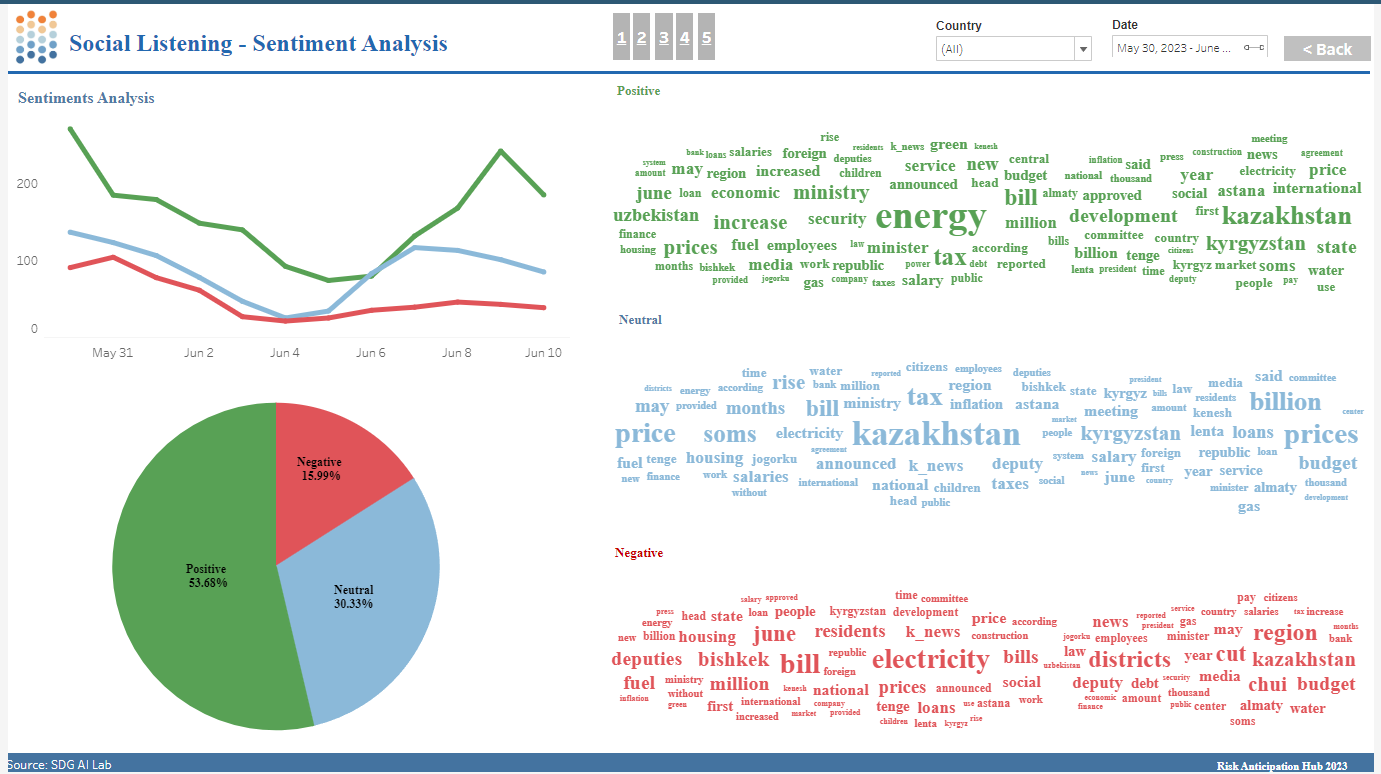 Social Listening - Sentiment Analysis
1 2 3 4 5
Country
(All)
Date
May 30, 2023 - June ...
< Back
Sentiments Analysis
200
100
0
May 31 Jun 2 Jun 4 Jun 6 Jun 8 Jun 10
Negative
15.99%
Positive
53.68%
Neutral
30.33%
Positive
rise meeting
bank loans salaries foreign residents k_news green kenesh
system deputies central inflation said press construction news agreement
amount may region increased children service new budget national thousand year electricity price
june loan economic ministry announced head bill almaty approved social astana international
uzbekistan increase security energy million development first kazakhstan
finance
housing prices fuel employees law minister tax according bills committee country kyrgyzstan state
months bishkek media work republic power debt reported billion tenge citizens kyrgyz market soms water
provided jogorku gas company taxes salary public lenta president time deputy people pay use
Neutral
time water reported citizens employees deputies
districts energy according rise bank million tax region bishkek state president kyrgyz bills law media said committee
may provided months bill ministry inflation astana meeting amount residents kenesh billion center
price soms electricity kazakhstan market people kyrgyzstan lenta loans prices
fuel tenge housing jogorku agreement announced k_news deputy system salary foreign republic loan budget
new finance work salaries international national children taxes social news june first country year service thousand
without head public minister almaty development
gas
Negative
salary approved time committee pay citizens
press energy head state loan people kyrgyzstan development price according reported service country salaries tax increase
new billion housing june residents k_news construction jogorku news employees president gas minister may region months bank
deputies bishkek bill republic foreign electricity bills uzbekistan law districts year cut kazakhstan
fuel ministry million kenesh national prices announced social deputy debt security media chui budget
inflation without green first international company tenge loans use astana work economic finance amount thousand public center almaty water
increased market provided children lenta kyrgyz rise soms
Source: SDG AI Lab
Risk Anticipation Hub 2023